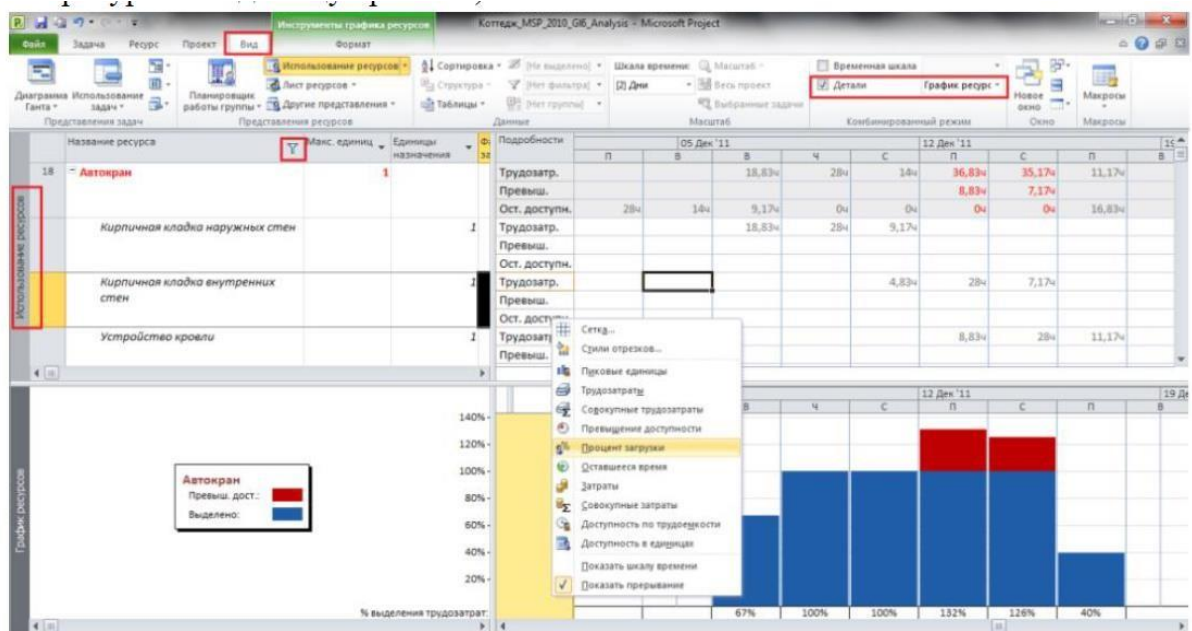 Инструменты графика ресурсов
Коттедж_MSP_2010_Gl6_Analysis - Microsoft Project
Файл Задача Ресурс Проект Вид Формат
Использование ресурсов Сортировка [Не выделено] Шкала времени: Масштаб Временная шкала
Лист ресурсов Структура [Нет фильтра] [2) Дни Весь проект Детали График ресурс
Другие представления Таблицы [Нет группы] Выбранные задачи
Диаграмма Ганта Использование задач Планировщик работы группы Новое окно Макросы
Представления задач Представления ресурсов Данные Масштаб Комбинированный режим Окно Макросы
Название ресурса Макс. единиц Единицы назначения Подробности 05 Дек '11 12 Дек '11
П В В Ч С П С П В
18 Автокран 1 Трудозатр. 18,83ч 28ч 14ч 36,83ч 35,17ч 11,17ч
Превыш. 8,83ч 7,17ч
Ост. доступн. 28ч 14ч 9,17ч 0ч 0ч 0ч 0ч 16,83ч
Кирпичная кладка наружных стен 1 Трудозатр. 18,83ч 28ч 9,17ч
Превыш.
Ост. доступн.
Кирпичная кладка внутренних стен 1 Трудозатр. 4,83ч 28ч 7,17ч
Превыш.
Ост. доступн.
Устройство кровли 1 Трудозатр. 8,83ч 28ч 11,17ч
Превыш.
Использование ресурсов
Сетка...
Стили отрезков...
Пиковые единицы
Трудозатраты
Совокупные трудозатраты
Превышение доступности
Процент загрузки
Оставшееся время
Затраты
Совокупные затраты
Доступность по трудоемкости
Доступность в единицах
Показать шкалу времени
Показать прерывание
12 Дек '11 19 Де
В Ч С П С П В
График ресурсов
Автокран
Превыш. дост.:
Выделено:
140%
120%
100%
80%
60%
40%
20%
% выделения трудозатрат: 67% 100% 100% 132% 126% 40%